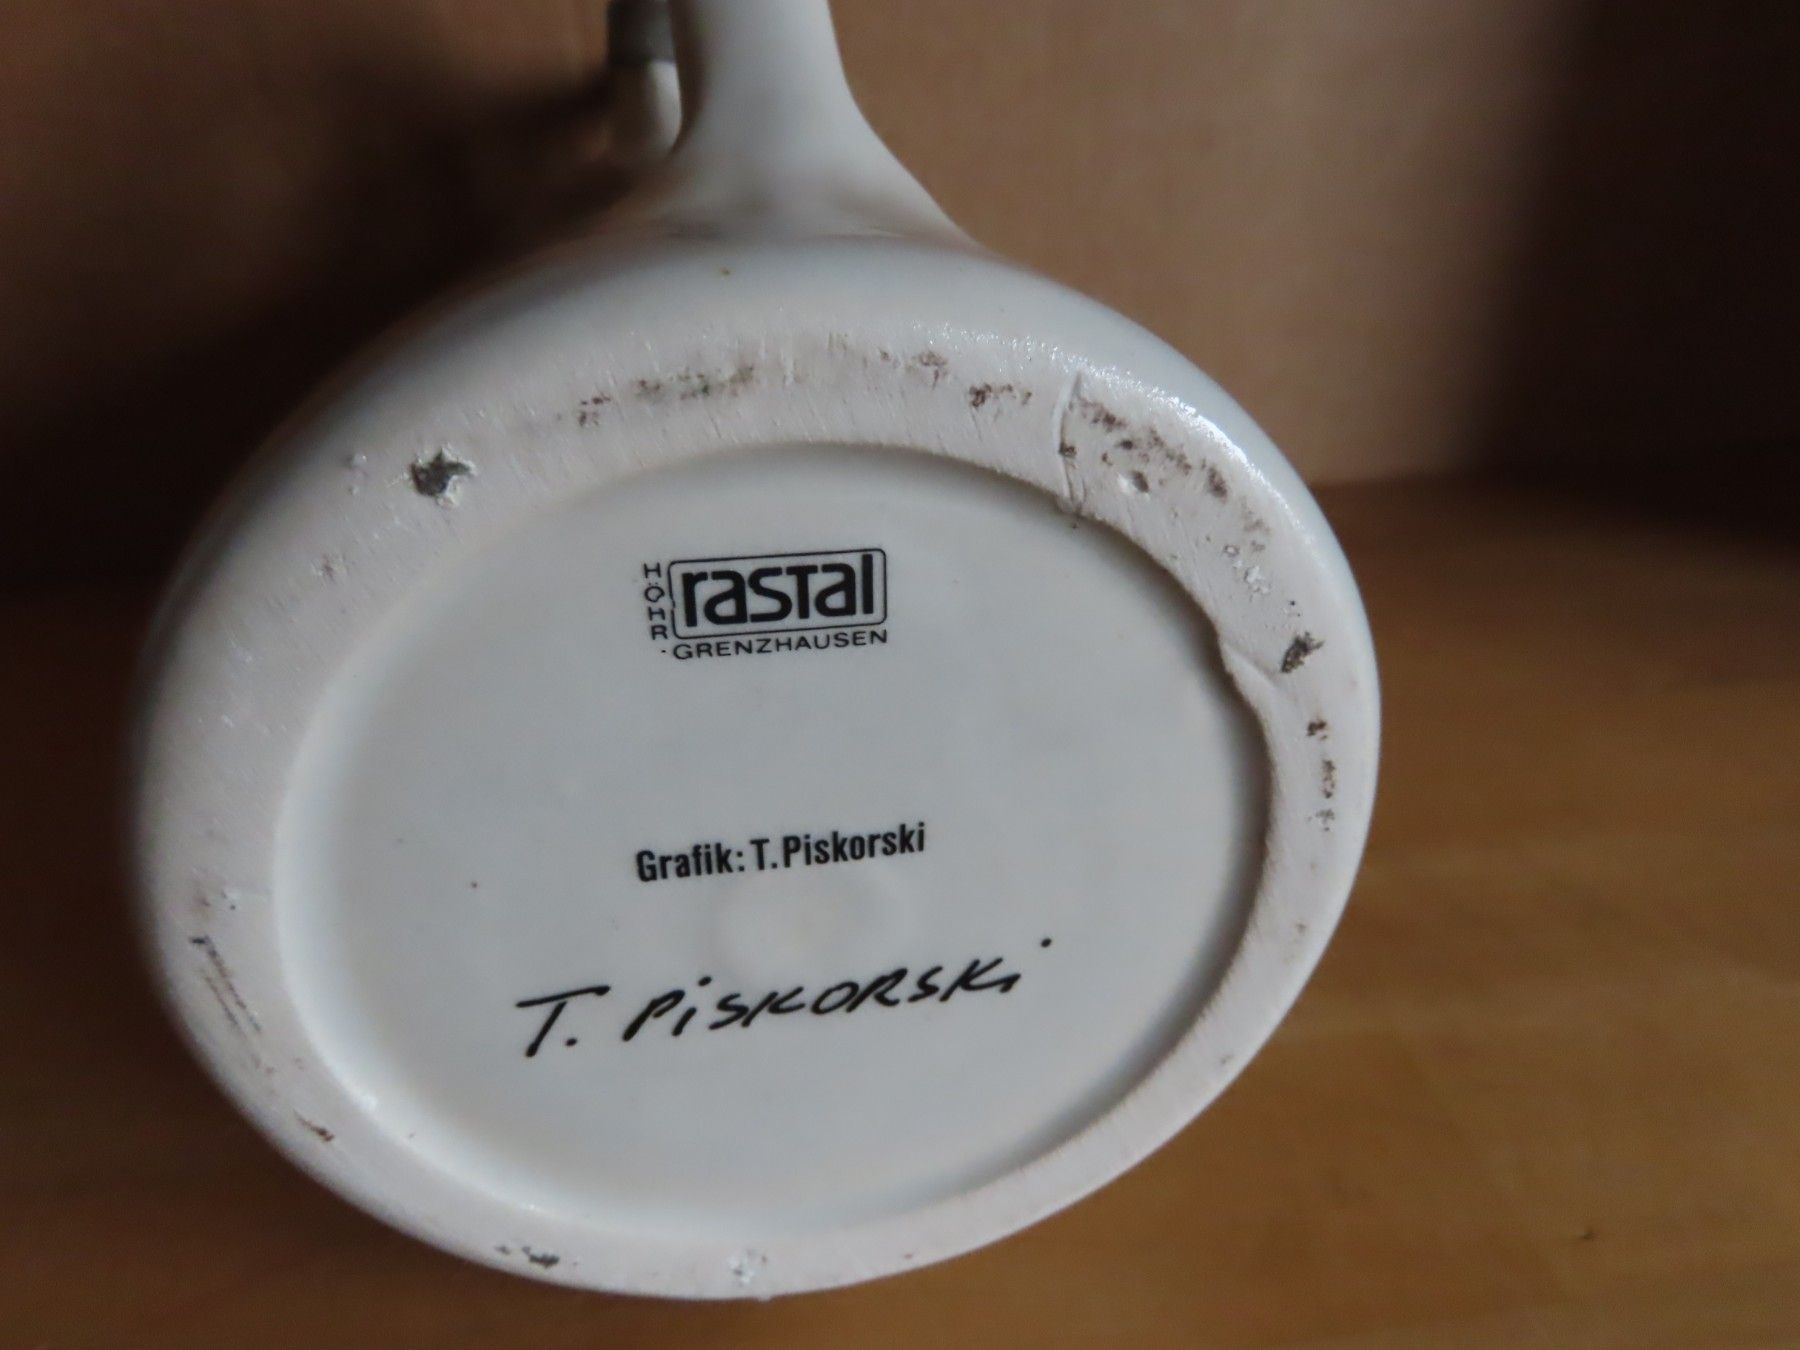 HÖHR
rastal
GRENZHAUSEN
Grafik: T. Piskorski
T. PiSKORSKi